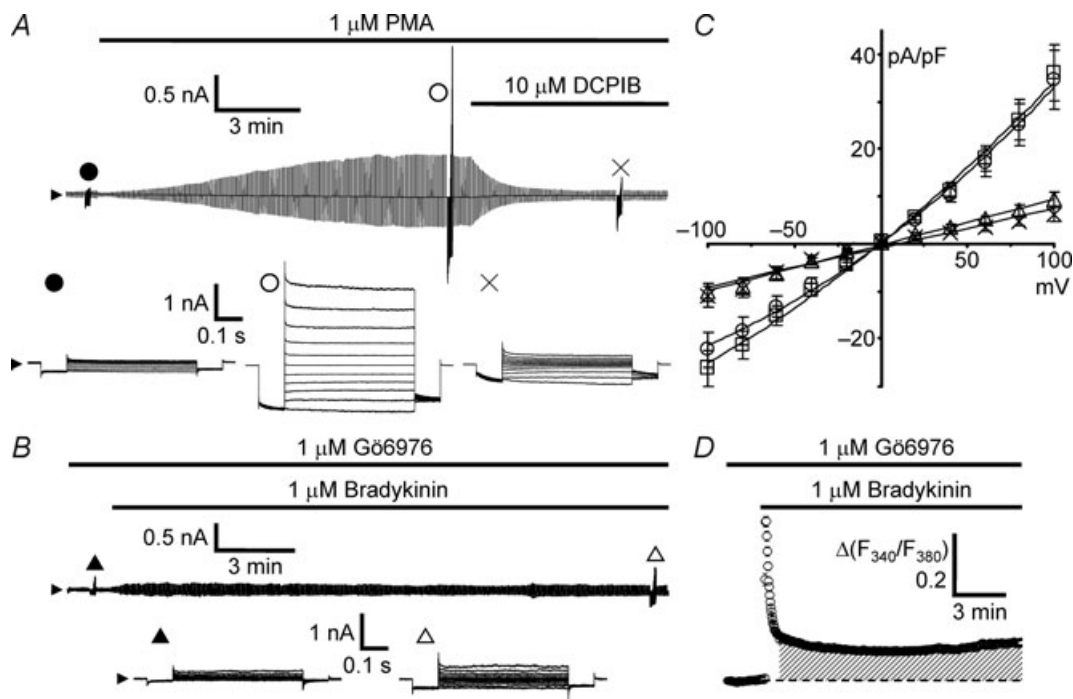 A
1 μM PMA
10 μM DCPIB
0.5 nA
3 min
1 nA
0.1 s
C
pA/pF
40
20
−100
−50
50
100
mV
−20
B
1 μM Gö6976
1 μM Bradykinin
0.5 nA
3 min
1 nA
0.1 s
D
1 μM Gö6976
1 μM Bradykinin
Δ(F340/F380)
0.2
3 min